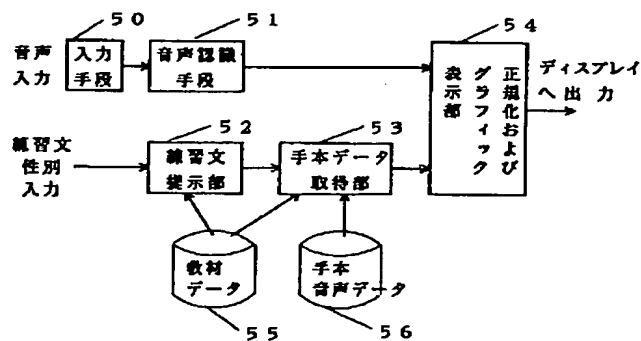 50
51
54
音声
入力
入力
手段
音声認識
手段
正規化および
グラフィック
表示部
ディスプレイ
へ出力
52
53
練習文
性別
入力
練習文
提示部
手本データ
取得部
教材
データ
手本
音声データ
55
56